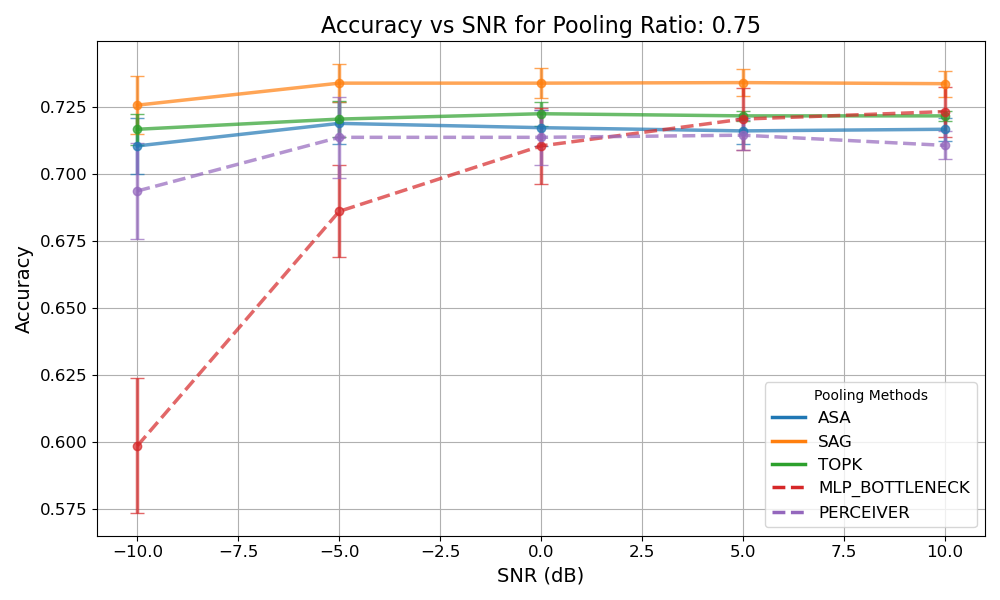 Accuracy vs SNR for Pooling Ratio: 0.75
Accuracy
0.725
0.700
0.675
0.650
0.625
0.600
0.575
Pooling Methods
ASA
SAG
TOPK
MLP_BOTTLENECK
PERCEIVER
−10.0 −7.5 −5.0 −2.5 0.0 2.5 5.0 7.5 10.0
SNR (dB)